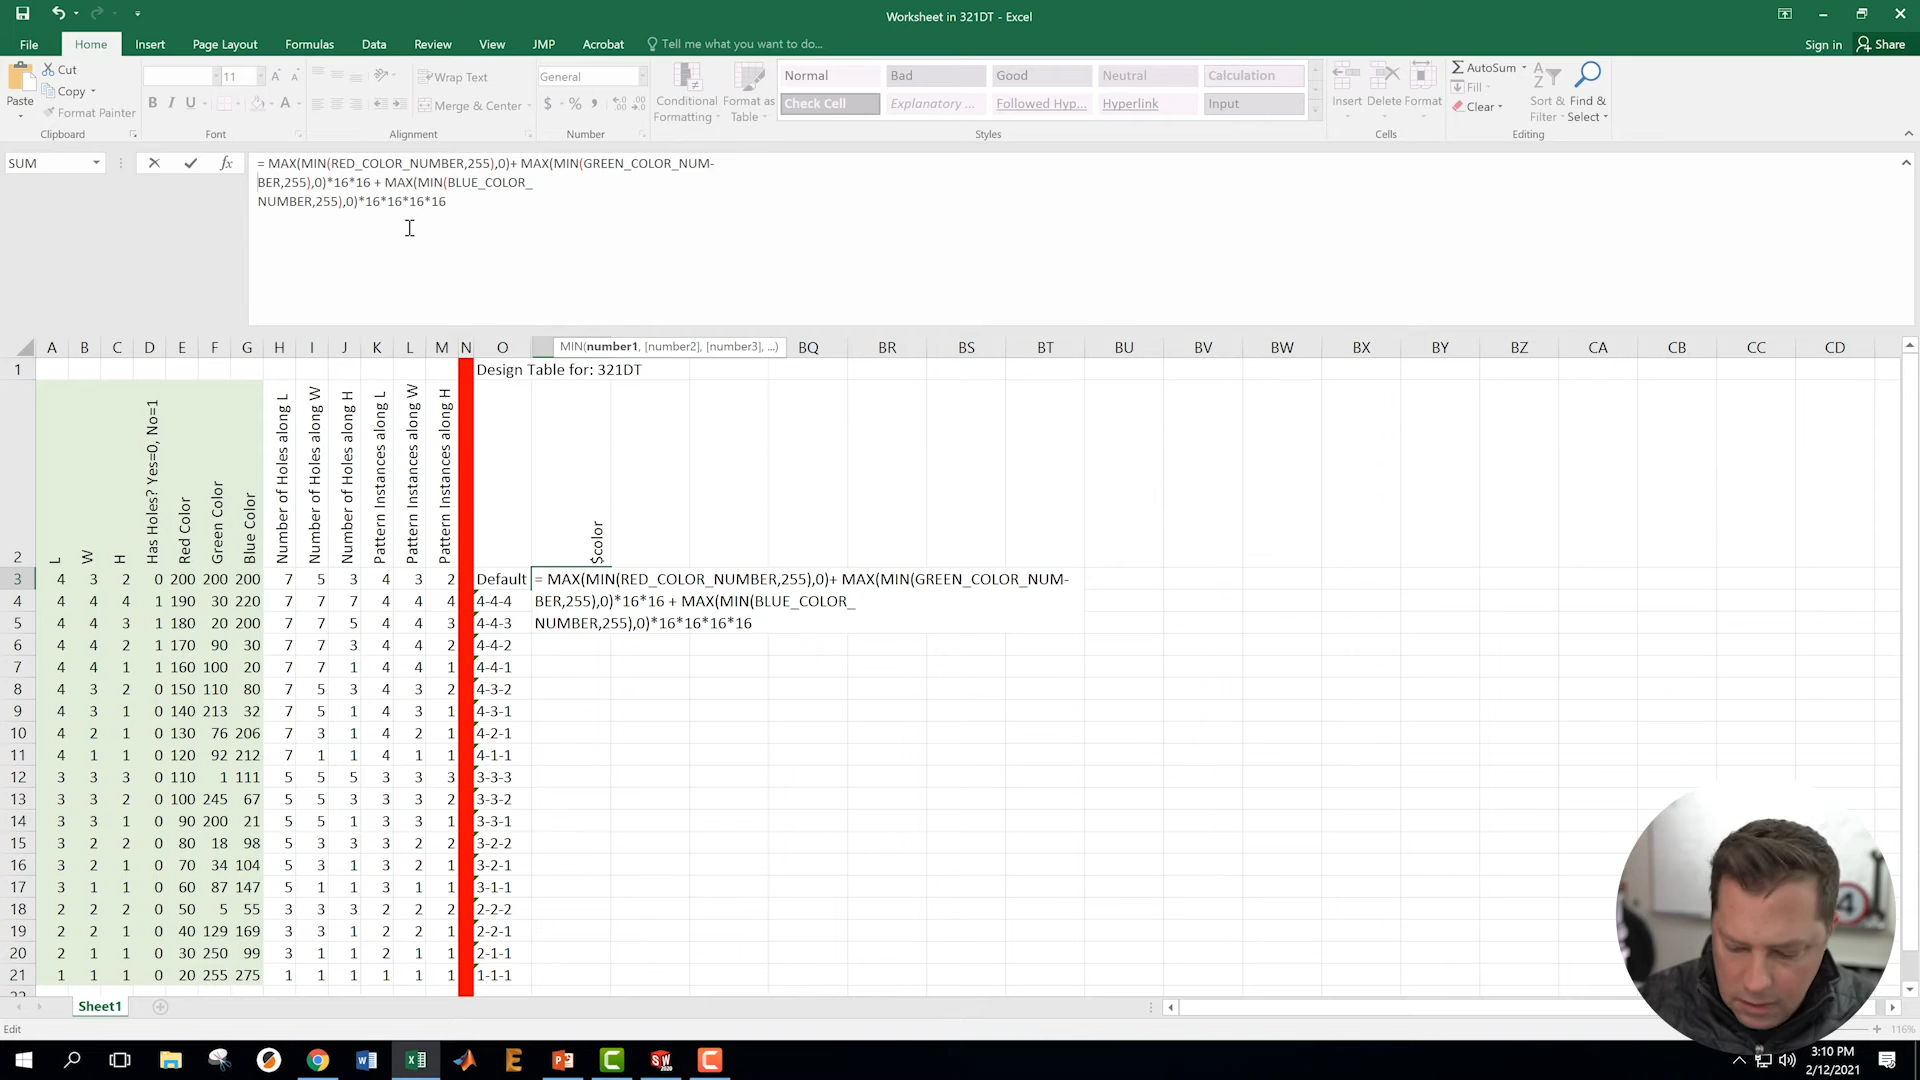 Worksheet in 321DT - Excel
File Home Insert Page Layout Formulas Data Review View JMP Acrobat Tell me what you want to do... Sign in Share
Paste
Cut
Copy
Format Painter
Clipboard
11
A A
B I U A
Font
Wrap Text
Merge & Center
Alignment
General
$ % ,
Number
Conditional Formatting
Format as Table
Normal Bad Good Neutral Calculation
Check Cell Explanatory ... Followed Hyp... Hyperlink Input
Styles
Insert Delete Format
Cells
AutoSum
Fill
Clear
Sort & Filter
Find & Select
Editing
SUM
fx
= MAX(MIN(RED_COLOR_NUMBER,255),0)+ MAX(MIN(GREEN_COLOR_NUM-
BER,255),0)*16*16 + MAX(MIN(BLUE_COLOR_
NUMBER,255),0)*16*16*16*16
MIN(number1, [number2], [number3], ...)
A B C D E F G H I J K L M N O BQ BR BS BT BU BV BW BX BY BZ CA CB CC CD
1 Design Table for: 321DT
2 L W H Has Holes? Yes=0, No=1 Red Color Green Color Blue Color Number of Holes along L Number of Holes along W Number of Holes along H Pattern Instances along L Pattern Instances along W Pattern Instances along H $color
3 4 3 2 0 200 200 200 7 5 3 4 3 2 Default = MAX(MIN(RED_COLOR_NUMBER,255),0)+ MAX(MIN(GREEN_COLOR_NUM-
4 4 4 4 1 190 30 220 7 7 7 4 4 4 4-4-4 BER,255),0)*16*16 + MAX(MIN(BLUE_COLOR_
5 4 4 3 1 180 20 200 7 7 5 4 4 3 4-4-3 NUMBER,255),0)*16*16*16*16
6 4 4 2 1 170 90 30 7 7 3 4 4 2 4-4-2
7 4 4 1 1 160 100 20 7 7 1 4 4 1 4-4-1
8 4 3 2 0 150 110 80 7 5 3 4 3 2 4-3-2
9 4 3 1 0 140 213 32 7 5 1 4 3 1 4-3-1
10 4 2 1 0 130 76 206 7 3 1 4 2 1 4-2-1
11 4 1 1 0 120 92 212 7 1 1 4 1 1 4-1-1
12 3 3 3 0 110 1 111 5 5 5 3 3 3 3-3-3
13 3 3 2 0 100 245 67 5 5 3 3 3 2 3-3-2
14 3 3 1 0 90 200 21 5 5 1 3 3 1 3-3-1
15 3 2 2 0 80 18 98 5 3 3 3 2 2 3-2-2
16 3 2 1 0 70 34 104 5 3 1 3 2 1 3-2-1
17 3 1 1 0 60 87 147 5 1 1 3 1 1 3-1-1
18 2 2 2 0 50 5 55 3 3 3 2 2 2 2-2-2
19 2 2 1 0 40 129 169 3 3 1 2 2 1 2-2-1
20 2 1 1 0 30 250 99 3 1 1 2 1 1 2-1-1
21 1 1 1 0 20 255 275 1 1 1 1 1 1 1-1-1
Sheet1
Edit
116%
3:10 PM
2/12/2021